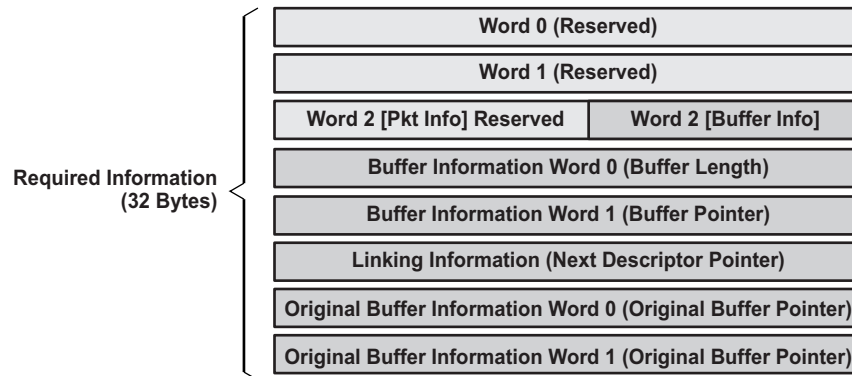 Word 0 (Reserved)
Word 1 (Reserved)
Word 2 [Pkt Info] Reserved
Word 2 [Buffer Info]
Buffer Information Word 0 (Buffer Length)
Required Information
(32 Bytes)
Buffer Information Word 1 (Buffer Pointer)
Linking Information (Next Descriptor Pointer)
Original Buffer Information Word 0 (Original Buffer Pointer)
Original Buffer Information Word 1 (Original Buffer Pointer)